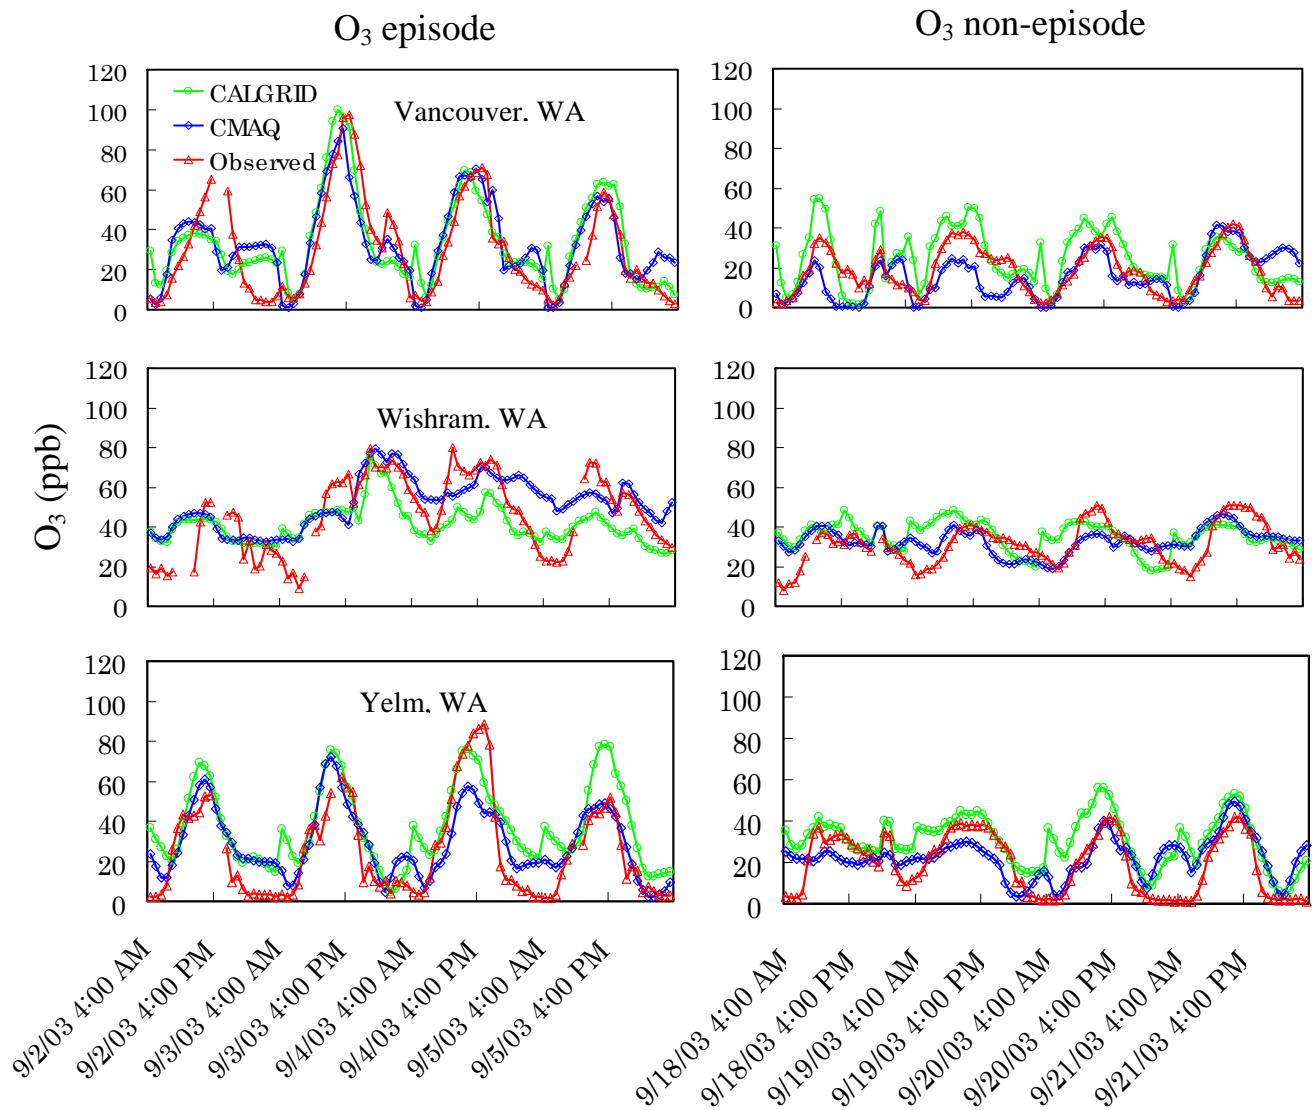 O3 episode
O3 non-episode
120
100
80
60
40
20
0
CALGRID
CMAQ
Observed
Vancouver, WA
120
100
80
60
40
20
0
O3 (ppb)
120
100
80
60
40
20
0
Wishram, WA
120
100
80
60
40
20
0
120
100
80
60
40
20
0
Yelm, WA
120
100
80
60
40
20
0
9/2/03 4:00 AM
9/2/03 4:00 PM
9/3/03 4:00 AM
9/3/03 4:00 PM
9/4/03 4:00 AM
9/4/03 4:00 PM
9/5/03 4:00 AM
9/5/03 4:00 PM
9/18/03 4:00 AM
9/18/03 4:00 PM
9/19/03 4:00 AM
9/19/03 4:00 PM
9/20/03 4:00 AM
9/20/03 4:00 PM
9/21/03 4:00 AM
9/21/03 4:00 PM